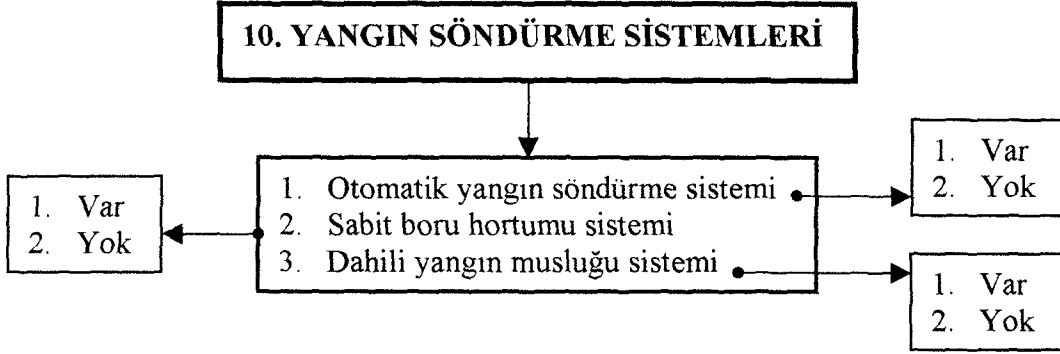 10. YANGIN SÖNDÜRME SİSTEMLERİ
1. Otomatik yangın söndürme sistemi
2. Sabit boru hortumu sistemi
3. Dahili yangın musluğu sistemi
1. Var
2. Yok
1. Var
2. Yok
1. Var
2. Yok